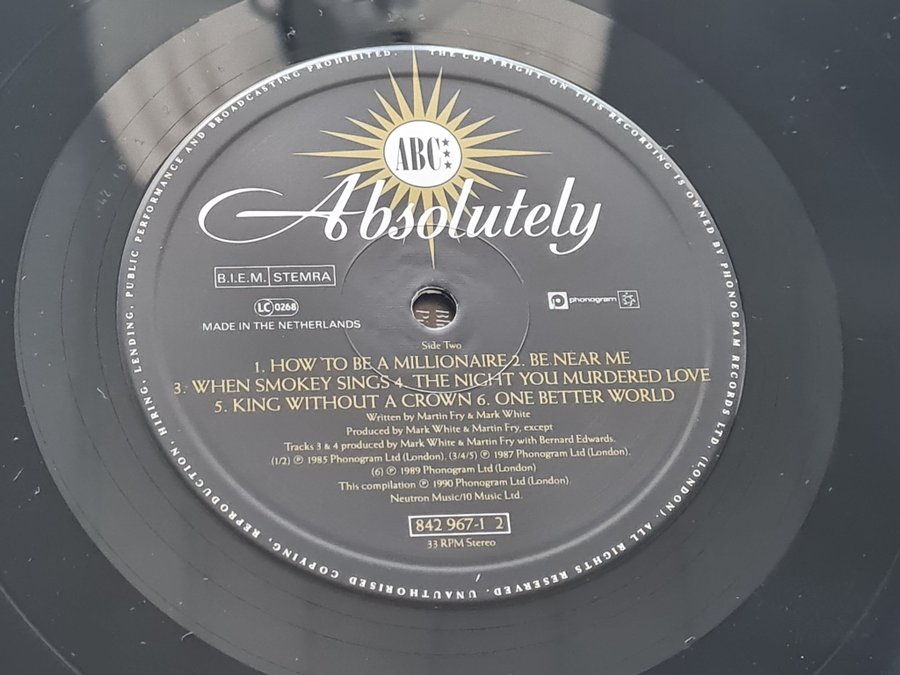 ABC
Absolutely
B.I.E.M. STEMRA
LC 0268
MADE IN THE NETHERLANDS
phonogram
Side Two
1. HOW TO BE A MILLIONAIRE 2. BE NEAR ME
3. WHEN SMOKEY SINGS 4. THE NIGHT YOU MURDERED LOVE
5. KING WITHOUT A CROWN 6. ONE BETTER WORLD
Written by Martin Fry & Mark White
Produced by Mark White & Martin Fry, except
Tracks 3 & 4 produced by Mark White & Martin Fry with Bernard Edwards.
(1/2) ℗ 1985 Phonogram Ltd (London). (3/4/5) ℗ 1987 Phonogram Ltd (London).
(6) ℗ 1989 Phonogram Ltd (London)
This compilation ℗ 1990 Phonogram Ltd (London).
Neutron Music/10 Music Ltd.
842 967-1 2
33 RPM Stereo
THE COPYRIGHT ON THIS RECORDING IS OWNED BY PHONOGRAM RECORDS LTD. (LONDON). ALL RIGHTS RESERVED. UNAUTHORISED COPYING, REPRODUCTION, HIRING, LENDING, PUBLIC PERFORMANCE AND BROADCASTING PROHIBITED.